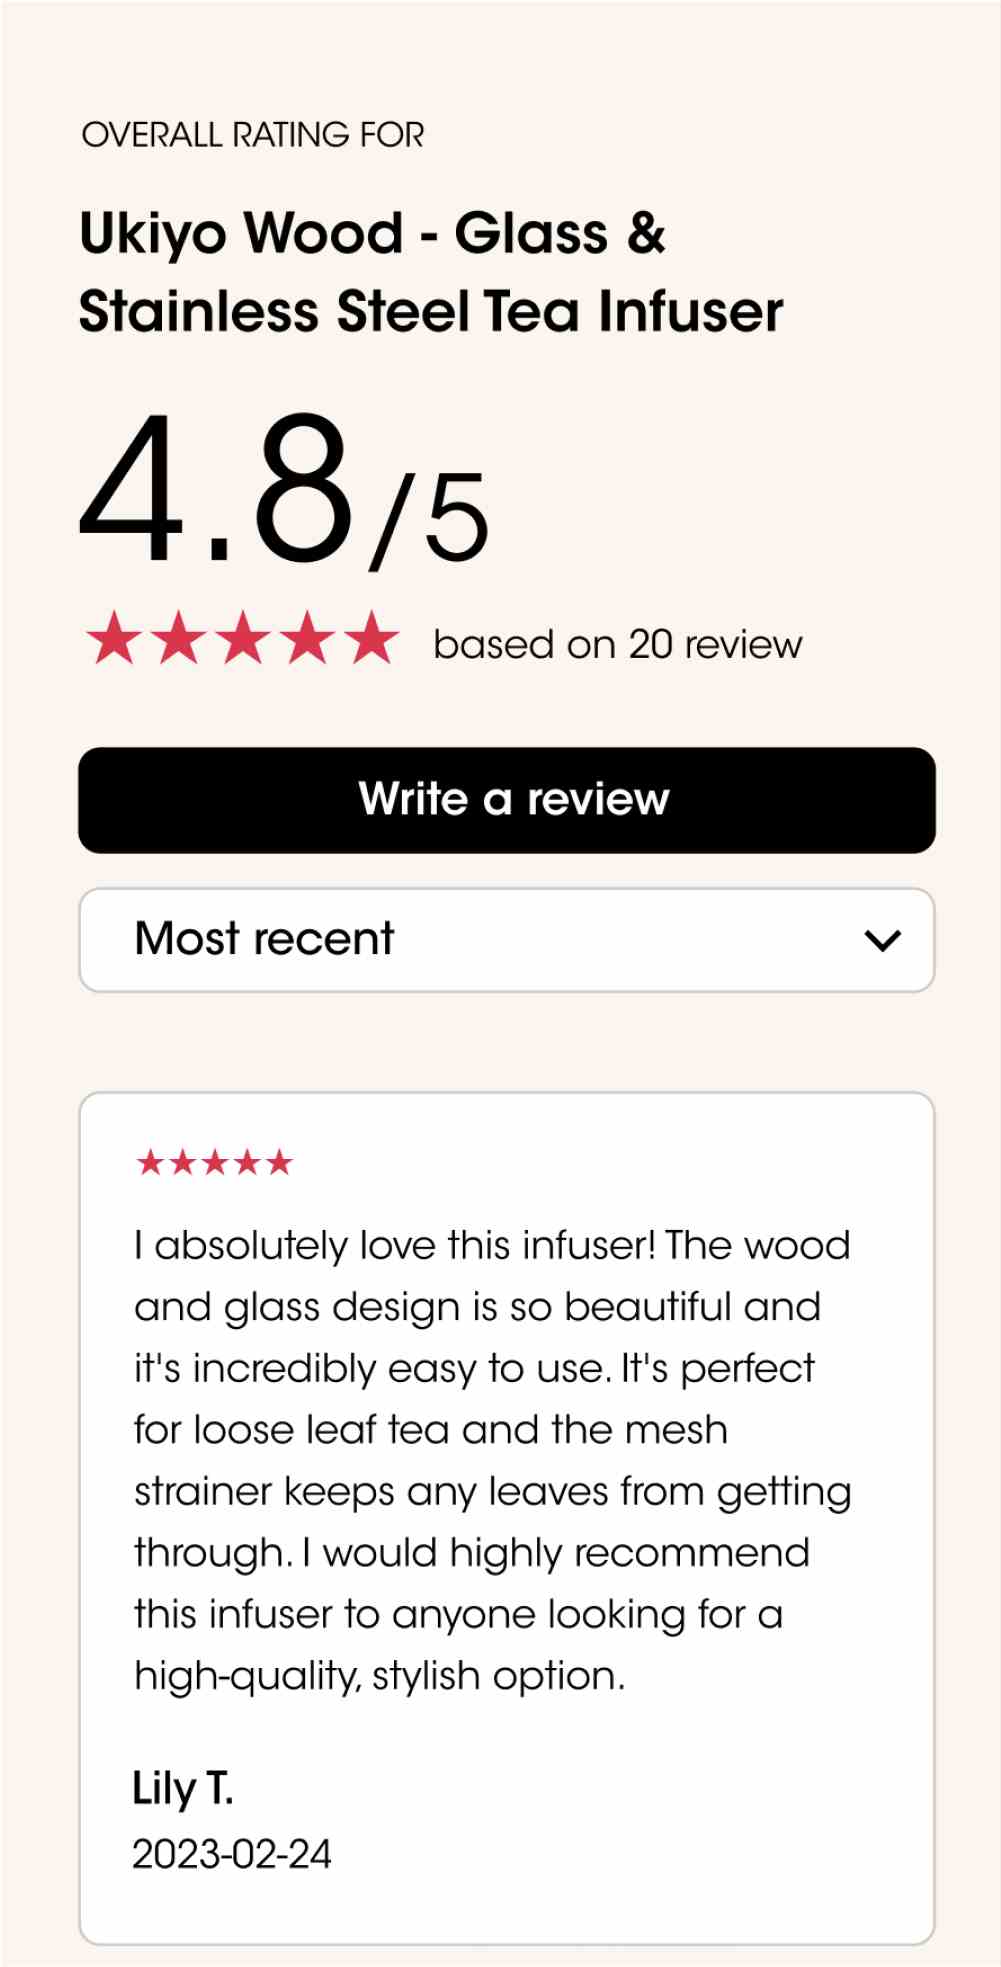 OVERALL RATING FOR
Ukiyo Wood - Glass &
Stainless Steel Tea Infuser
4.8/5
based on 20 review
Write a review
Most recent
I absolutely love this infuser! The wood
and glass design is so beautiful and
it's incredibly easy to use. It's perfect
for loose leaf tea and the mesh
strainer keeps any leaves from getting
through. I would highly recommend
this infuser to anyone looking for a
high-quality, stylish option.
Lily T.
2023-02-24